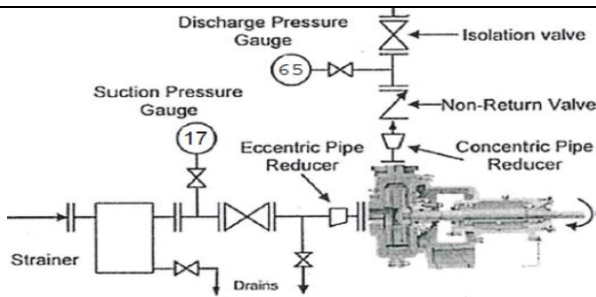 Discharge Pressure
Gauge
65
Isolation valve
Suction Pressure
Gauge
17
Non-Return Valve
Eccentric Pipe
Reducer
Concentric Pipe
Reducer
Strainer
Drains